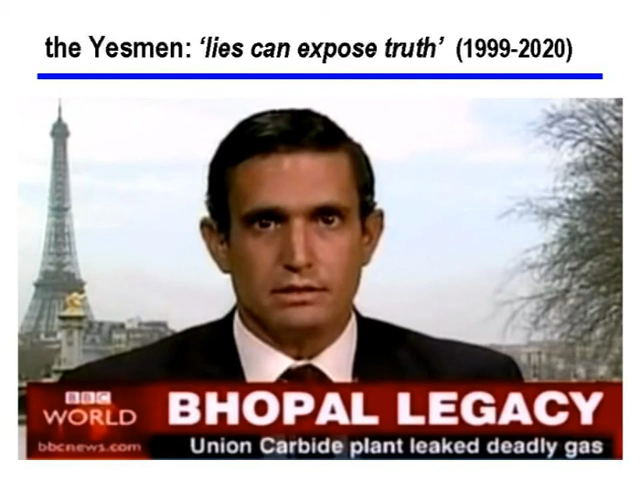 the Yesmen: ‘lies can expose truth’ (1999-2020)
BBC
WORLD
bbcnews.com
BHOPAL LEGACY
Union Carbide plant leaked deadly gas